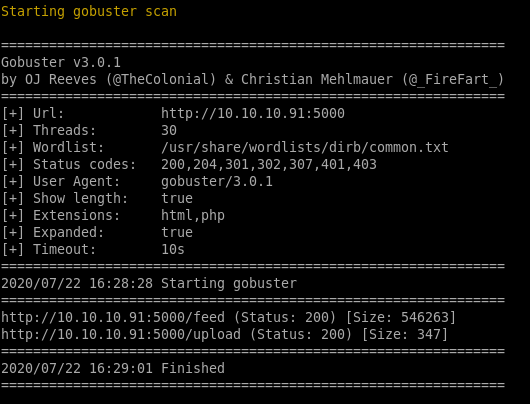 Starting gobuster scan
===============================================================
Gobuster v3.0.1
by OJ Reeves (@TheColonial) & Christian Mehlmauer (@_FireFart_)
===============================================================
[+] Url:            http://10.10.10.91:5000
[+] Threads:        30
[+] Wordlist:       /usr/share/wordlists/dirb/common.txt
[+] Status codes:   200,204,301,302,307,401,403
[+] User Agent:     gobuster/3.0.1
[+] Show length:    true
[+] Extensions:     html,php
[+] Expanded:       true
[+] Timeout:        10s
===============================================================
2020/07/22 16:28:28 Starting gobuster
===============================================================
http://10.10.10.91:5000/feed (Status: 200) [Size: 546263]
http://10.10.10.91:5000/upload (Status: 200) [Size: 347]
===============================================================
2020/07/22 16:29:01 Finished
===============================================================